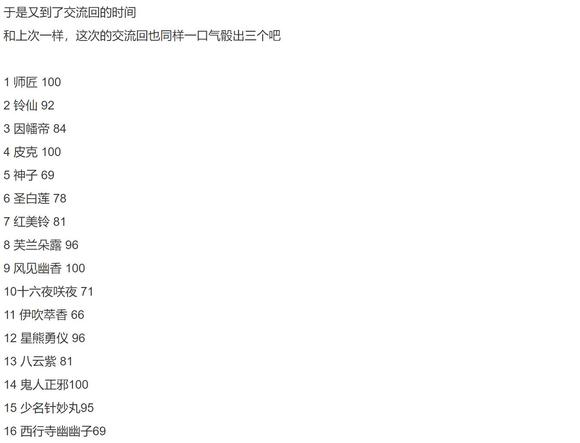 于是又到了交流回的时间
和上次一样，这次的交流回也同样一口气骰出三个吧
1 师匠 100
2 铃仙 92
3 因幡帝 84
4 皮克 100
5 神子 69
6 圣白莲 78
7 红美铃 81
8 芙兰朵露 96
9 风见幽香 100
10十六夜咲夜 71
11 伊吹萃香 66
12 星熊勇仪 96
13 八云紫 81
14 鬼人正邪100
15 少名针妙丸95
16 西行寺幽幽子69